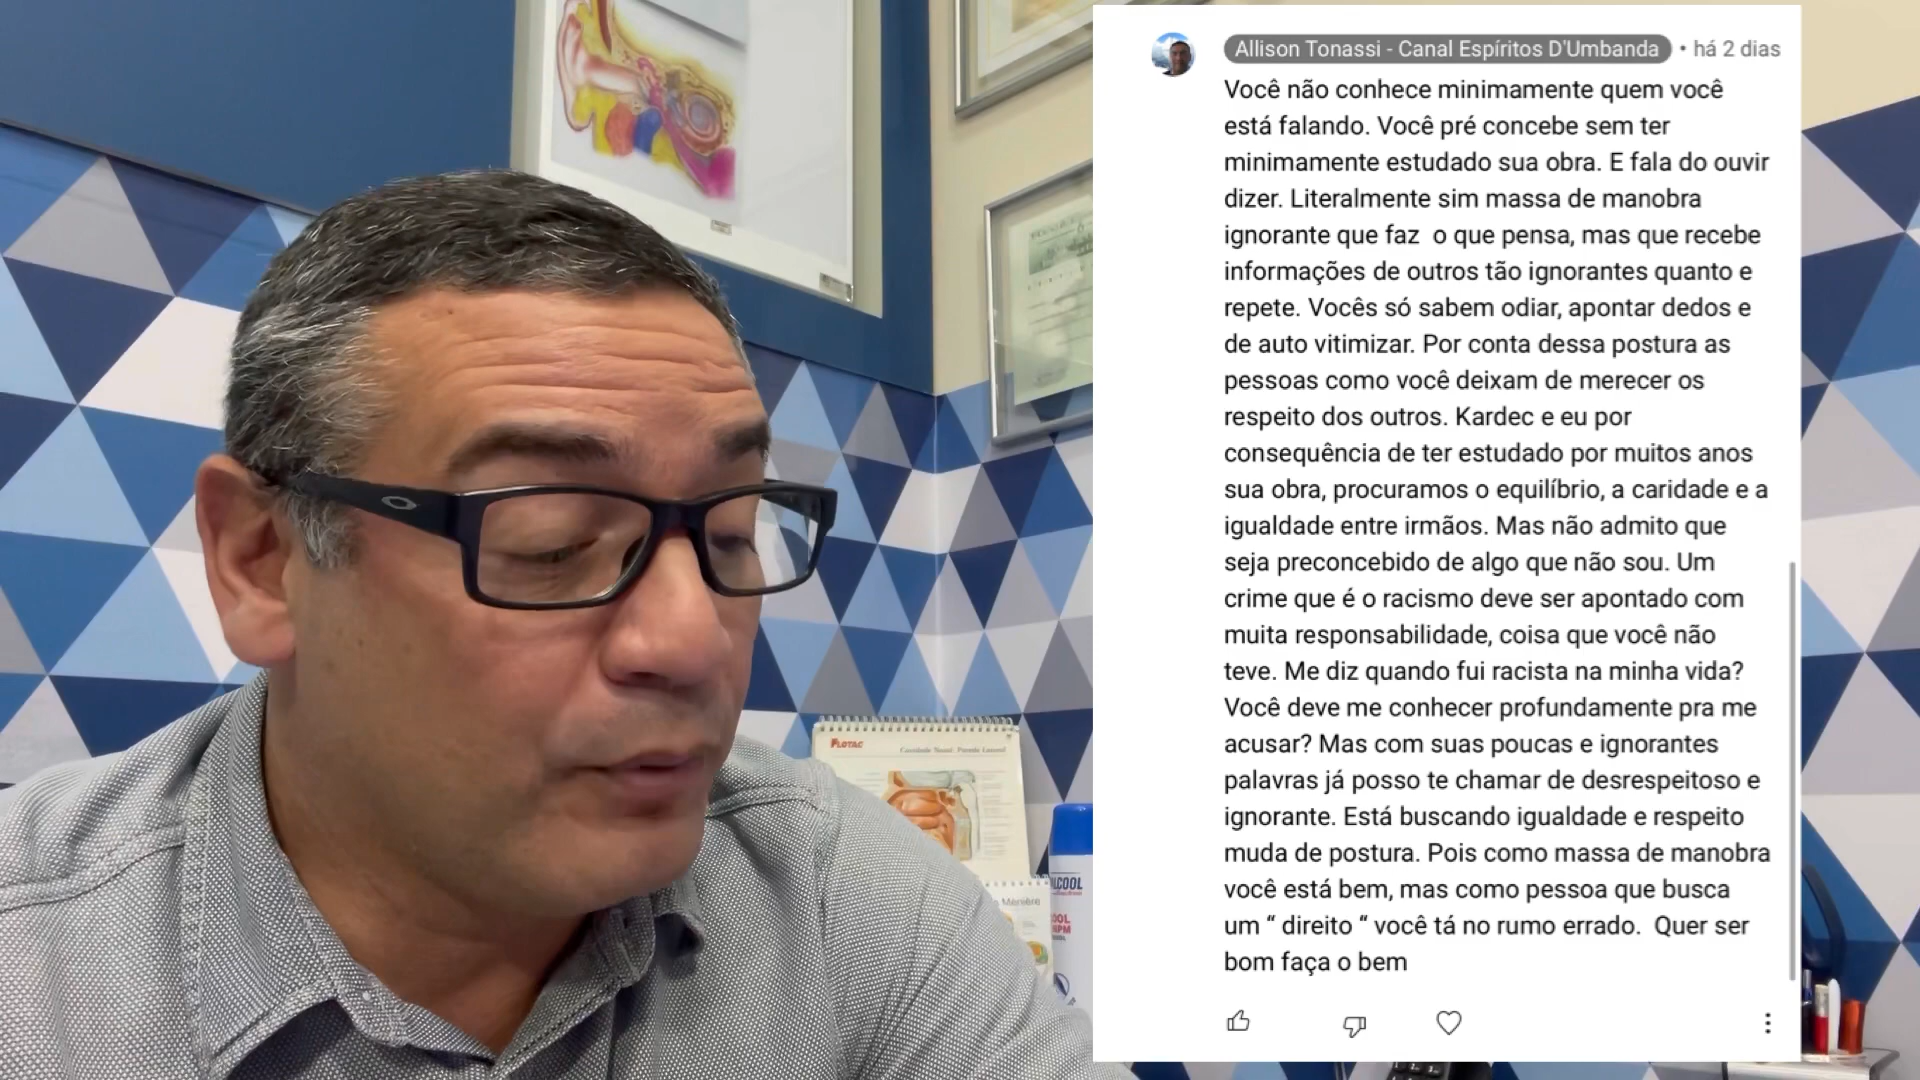 Allison Tonassi - Canal Espíritos D'Umbanda • há 2 dias
Você não conhece minimamente quem você
está falando. Você pré concebe sem ter
minimamente estudado sua obra. E fala do ouvir
dizer. Literalmente sim massa de manobra
ignorante que faz  o que pensa, mas que recebe
informações de outros tão ignorantes quanto e
repete. Vocês só sabem odiar, apontar dedos e
de auto vitimizar. Por conta dessa postura as
pessoas como você deixam de merecer os
respeito dos outros. Kardec e eu por
consequência de ter estudado por muitos anos
sua obra, procuramos o equilíbrio, a caridade e a
igualdade entre irmãos. Mas não admito que
seja preconcebido de algo que não sou. Um
crime que é o racismo deve ser apontado com
muita responsabilidade, coisa que você não
teve. Me diz quando fui racista na minha vida?
Você deve me conhecer profundamente pra me
acusar? Mas com suas poucas e ignorantes
palavras já posso te chamar de desrespeitoso e
ignorante. Está buscando igualdade e respeito
muda de postura. Pois como massa de manobra
você está bem, mas como pessoa que busca
um “ direito “ você tá no rumo errado.  Quer ser
bom faça o bem
FLOTAC
Cavidade Nasal: Parede Lateral
Menière